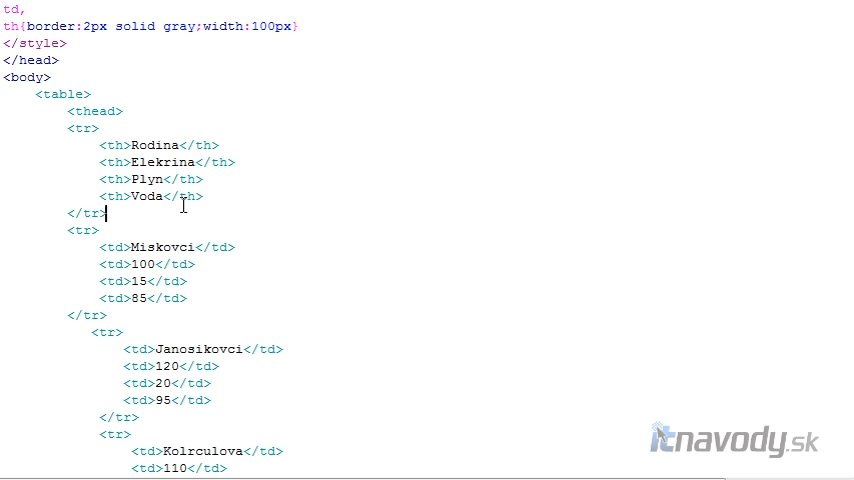 td,
th{border:2px solid gray;width:100px}
</style>
</head>
<body>
<table>
<thead>
<tr>
<th>Rodina</th>
<th>Elekrina</th>
<th>Plyn</th>
<th>Voda</th>
</tr>
<tr>
<td>Miskovci</td>
<td>100</td>
<td>15</td>
<td>85</td>
</tr>
<tr>
<td>Janosikovci</td>
<td>120</td>
<td>20</td>
<td>95</td>
</tr>
<tr>
<td>Kolrculova</td>
<td>110</td>
itnavody.sk